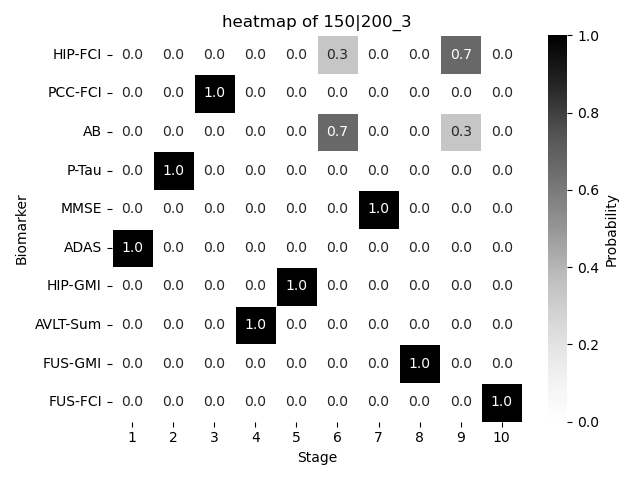 heatmap of 150|200_3
HIP-FCI 0.0 0.0 0.0 0.0 0.0 0.3 0.0 0.0 0.7 0.0
PCC-FCI 0.0 0.0 1.0 0.0 0.0 0.0 0.0 0.0 0.0 0.0
AB 0.0 0.0 0.0 0.0 0.0 0.7 0.0 0.0 0.3 0.0
P-Tau 0.0 1.0 0.0 0.0 0.0 0.0 0.0 0.0 0.0 0.0
MMSE 0.0 0.0 0.0 0.0 0.0 0.0 1.0 0.0 0.0 0.0
ADAS 1.0 0.0 0.0 0.0 0.0 0.0 0.0 0.0 0.0 0.0
HIP-GMI 0.0 0.0 0.0 0.0 1.0 0.0 0.0 0.0 0.0 0.0
AVLT-Sum 0.0 0.0 0.0 1.0 0.0 0.0 0.0 0.0 0.0 0.0
FUS-GMI 0.0 0.0 0.0 0.0 0.0 0.0 0.0 1.0 0.0 0.0
FUS-FCI 0.0 0.0 0.0 0.0 0.0 0.0 0.0 0.0 0.0 1.0
1 2 3 4 5 6 7 8 9 10
Stage
Biomarker
1.0
0.8
0.6
0.4
0.2
0.0
Probability